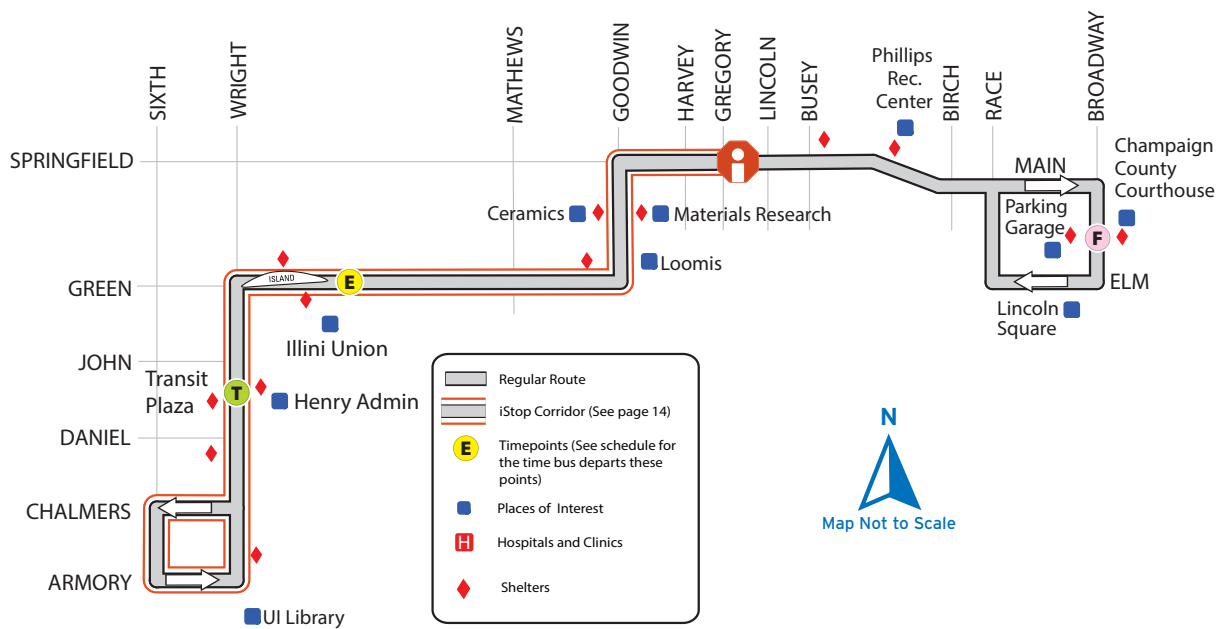 SIXTH
WRIGHT
MATHEWS
GOODWIN
HARVEY
GREGORY
LINCOLN
BUSEY
Phillips
Rec.
Center
BIRCH
RACE
BROADWAY
SPRINGFIELD
MAIN
Champaign
County
Courthouse
Ceramics
Materials Research
Parking
Garage
F
Loomis
GREEN
ISLAND
E
ELM
Lincoln
Square
Illini Union
JOHN
Transit
Plaza
T
Henry Admin
DANIEL
CHALMERS
ARMORY
UI Library
Regular Route
iStop Corridor (See page 14)
E
Timepoints (See schedule for
the time bus departs these
points)
Places of Interest
H
Hospitals and Clinics
Shelters
N
Map Not to Scale